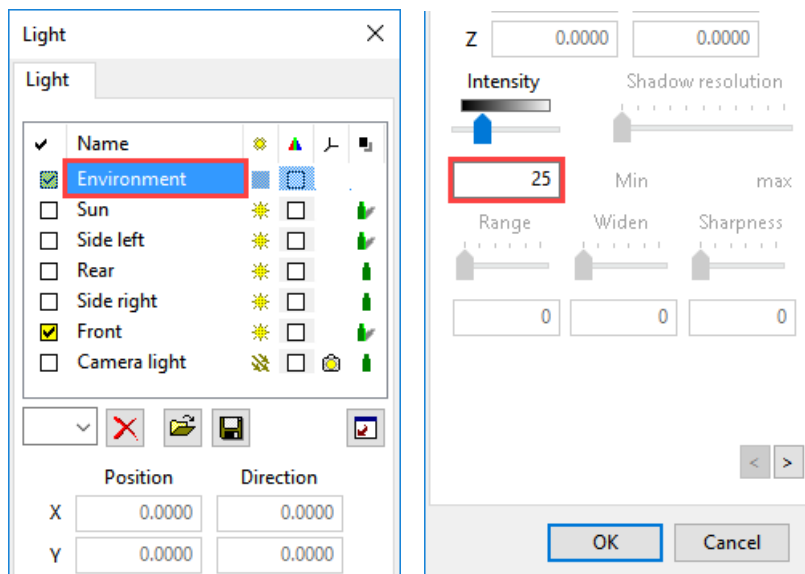 Light
Light
Name
Environment
Sun
Side left
Rear
Side right
Front
Camera light
Position Direction
X 0.0000 0.0000
Y 0.0000 0.0000
Z 0.0000 0.0000
Intensity Shadow resolution
25 Min max
Range Widen Sharpness
0 0 0
< >
OK Cancel